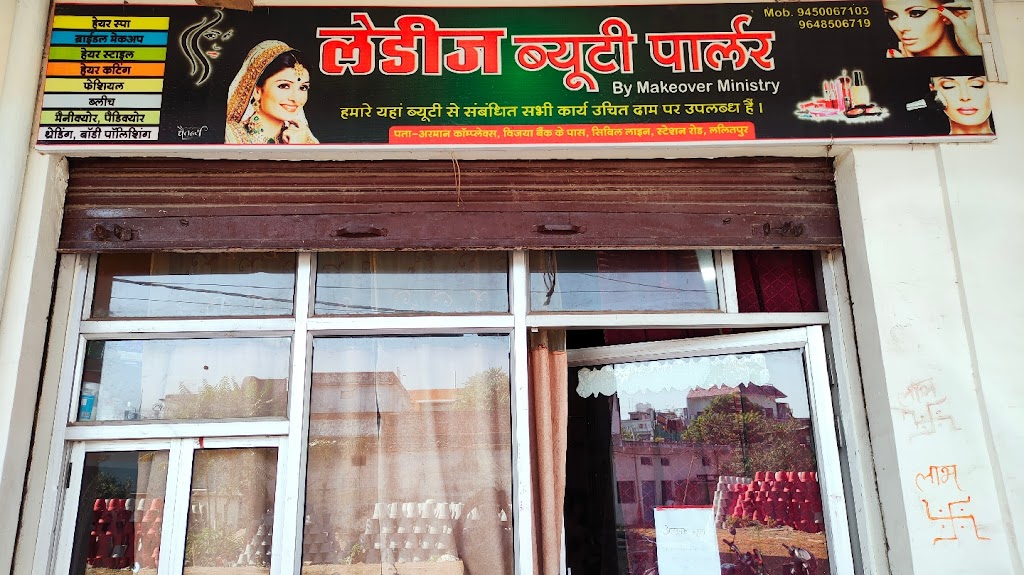 हेयर स्पा
ब्राईडल मेकअप
हेयर स्टाइल
हेयर कटिंग
फेशियल
ब्लीच
मैनीक्योर, पैडिक्योर
थ्रेडिंग, बॉडी पॉलिशिंग
Mob. 9450067103
9648506719
लेडीज ब्यूटी पार्लर
By Makeover Ministry
हमारे यहां ब्यूटी से संबंधित सभी कार्य उचित दाम पर उपलब्ध हैं ।
पता-अरमान कॉम्प्लेक्स, विजया बैंक के पास, सिविल लाइन, स्टेशन रोड, ललितपुर
लाभ